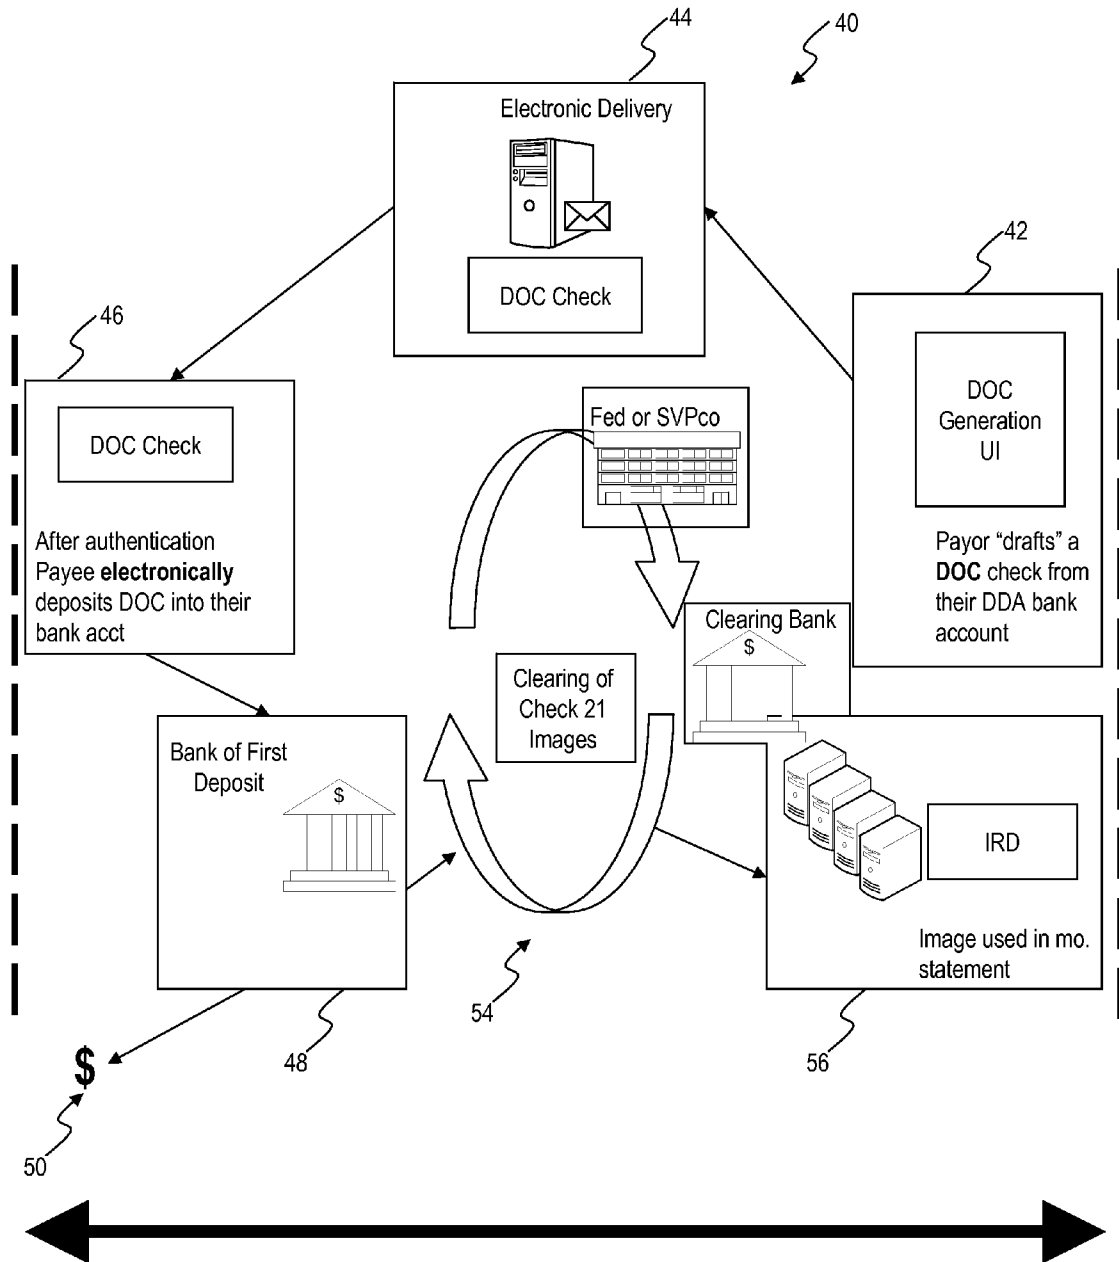 44
40
Electronic Delivery
DOC Check
42
DOC
Generation
UI
Payor “drafts” a
DOC check from
their DDA bank
account
46
DOC Check
After authentication
Payee electronically
deposits DOC into their
bank acct
Fed or SVPco
Clearing Bank
$
Clearing of
Check 21
Images
Bank of First
Deposit
$
IRD
Image used in mo.
statement
54
48
56
$
50